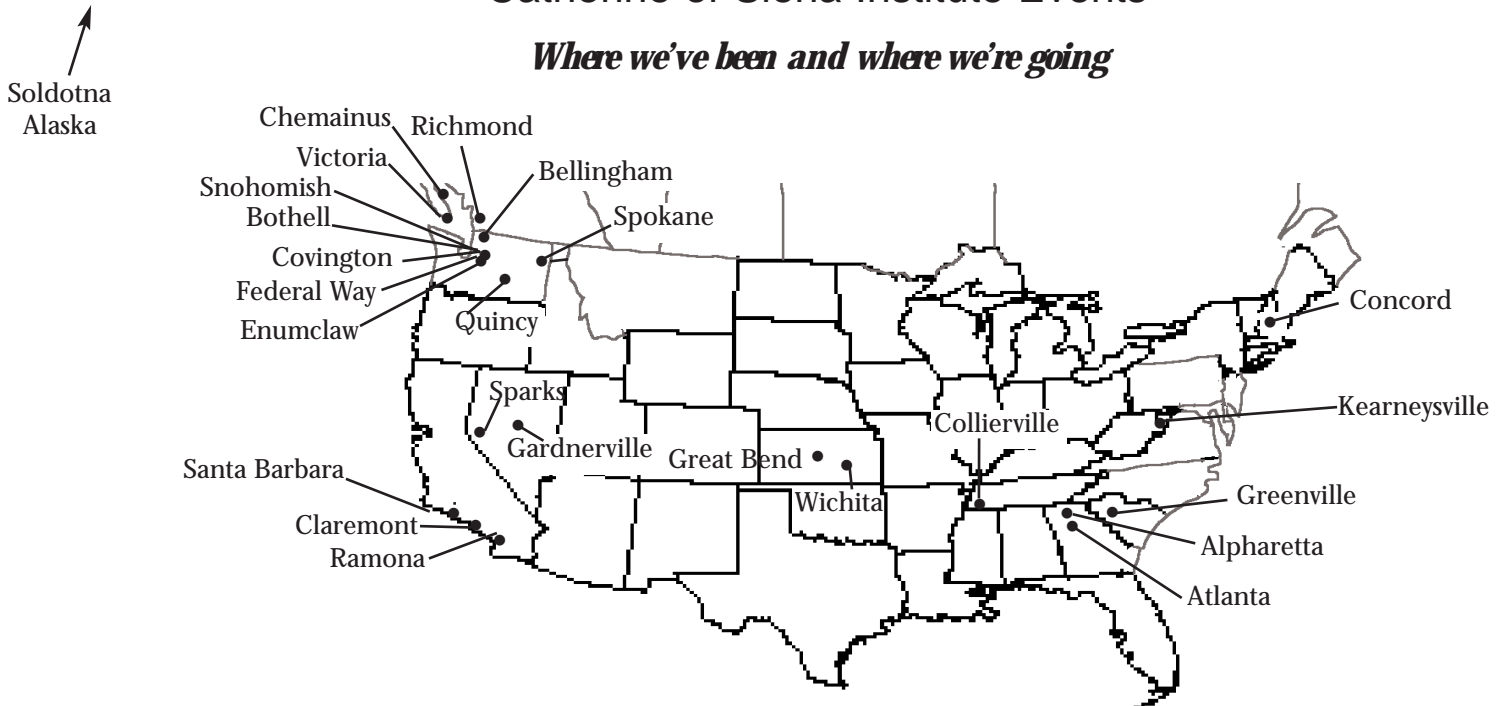 Catherine of Siena Institute Events
Where we've been and where we're going
Soldotna
Alaska
Chemainus
Richmond
Victoria
Bellingham
Snohomish
Bothell
Spokane
Covington
Federal Way
Enumclaw
Quincy
Concord
Sparks
Kearneysville
Collierville
Gardnerville
Great Bend
Santa Barbara
Wichita
Greenville
Claremont
Ramona
Alpharetta
Atlanta